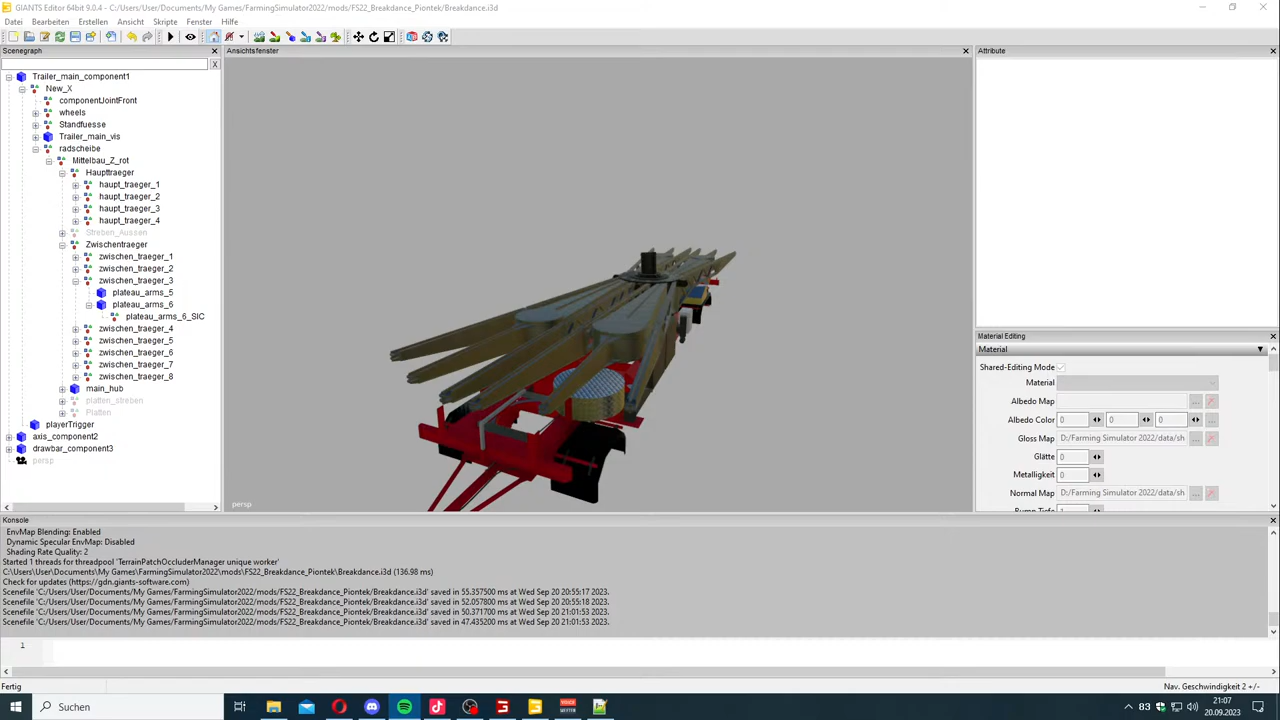 GIANTS Editor 64bit 9.0.4 - C:/Users/User/Documents/My Games/FarmingSimulator2022/mods/FS22_Breakdance_Piontek/Breakdance.i3d
Datei Bearbeiten Erstellen Ansicht Skripte Fenster Hilfe
Scenegraph
X
Trailer_main_component1
New_X
componentJointFront
wheels
Standfuesse
Trailer_main_vis
radscheibe
Mittelbau_Z_rot
Haupttraeger
haupt_traeger_1
haupt_traeger_2
haupt_traeger_3
haupt_traeger_4
Streben_Aussen
Zwischentraeger
zwischen_traeger_1
zwischen_traeger_2
zwischen_traeger_3
plateau_arms_5
plateau_arms_6
plateau_arms_6_SIC
zwischen_traeger_4
zwischen_traeger_5
zwischen_traeger_6
zwischen_traeger_7
zwischen_traeger_8
main_hub
platten_streben
Platten
playerTrigger
axis_component2
drawbar_component3
persp
Ansichtsfenster
persp
Attribute
Material Editing
Material
Shared-Editing Mode
Material
Albedo Map
Albedo Color 0 0 0
Gloss Map D:/Farming Simulator 2022/data/sh
Glätte 0
Metalligkeit 0
Normal Map D:/Farming Simulator 2022/data/sh
Bump Tiefe
Konsole
EnvMap Blending: Enabled
Dynamic Specular EnvMap: Disabled
Shading Rate Quality: 2
Started 1 threads for threadpool 'TerrainPatchOccluderManager unique worker'
C:\Users\User\Documents\My Games\FarmingSimulator2022\mods\FS22_Breakdance_Piontek\Breakdance.i3d (136.98 ms)
Check for updates (https://gdn.giants-software.com)
Scenefile 'C:/Users/User/Documents/My Games/FarmingSimulator2022/mods/FS22_Breakdance_Piontek/Breakdance.i3d' saved in 55.357500 ms at Wed Sep 20 20:55:17 2023.
Scenefile 'C:/Users/User/Documents/My Games/FarmingSimulator2022/mods/FS22_Breakdance_Piontek/Breakdance.i3d' saved in 52.057800 ms at Wed Sep 20 20:55:18 2023.
Scenefile 'C:/Users/User/Documents/My Games/FarmingSimulator2022/mods/FS22_Breakdance_Piontek/Breakdance.i3d' saved in 50.371700 ms at Wed Sep 20 21:01:53 2023.
Scenefile 'C:/Users/User/Documents/My Games/FarmingSimulator2022/mods/FS22_Breakdance_Piontek/Breakdance.i3d' saved in 47.435200 ms at Wed Sep 20 21:01:53 2023.
1
Fertig
Nav. Geschwindigkeit 2 +/-
Suchen
83
21:07
20.09.2023